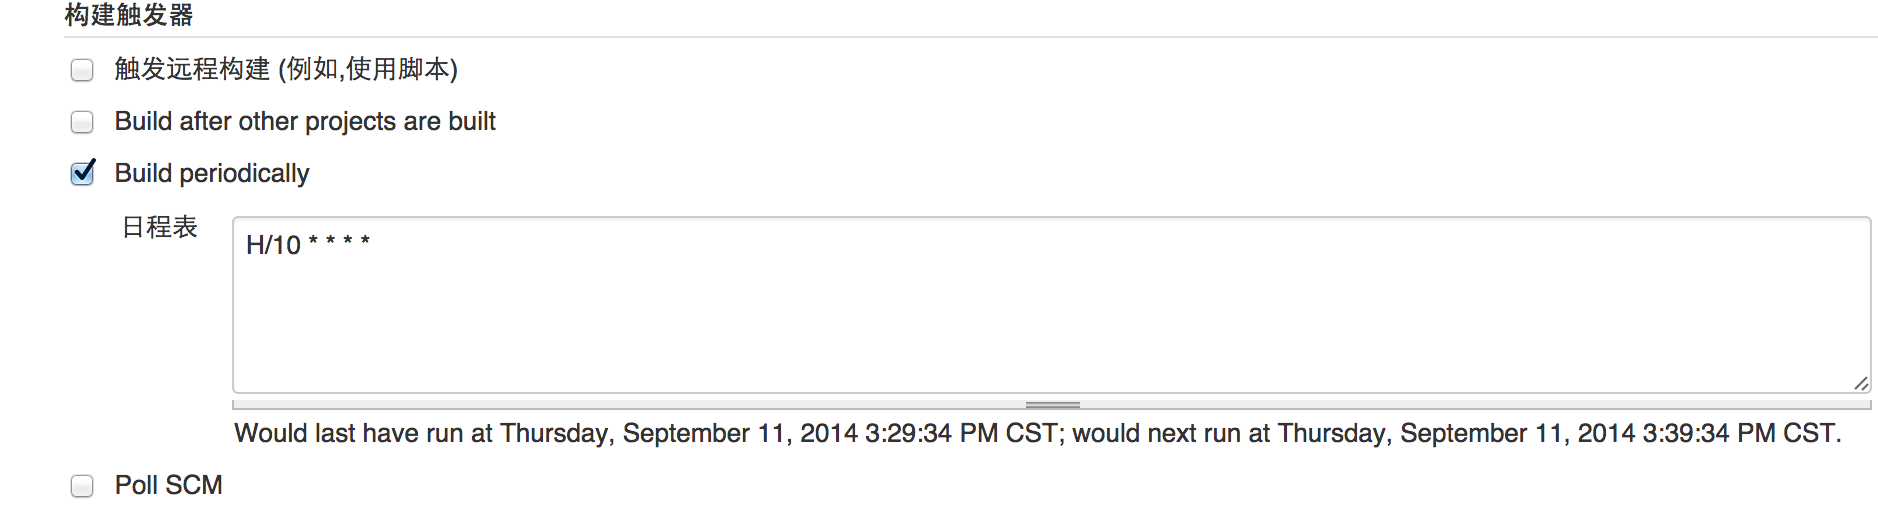 构建触发器
触发远程构建 (例如,使用脚本)
Build after other projects are built
Build periodically
日程表
H/10 * * * *
Would last have run at Thursday, September 11, 2014 3:29:34 PM CST; would next run at Thursday, September 11, 2014 3:39:34 PM CST.
Poll SCM